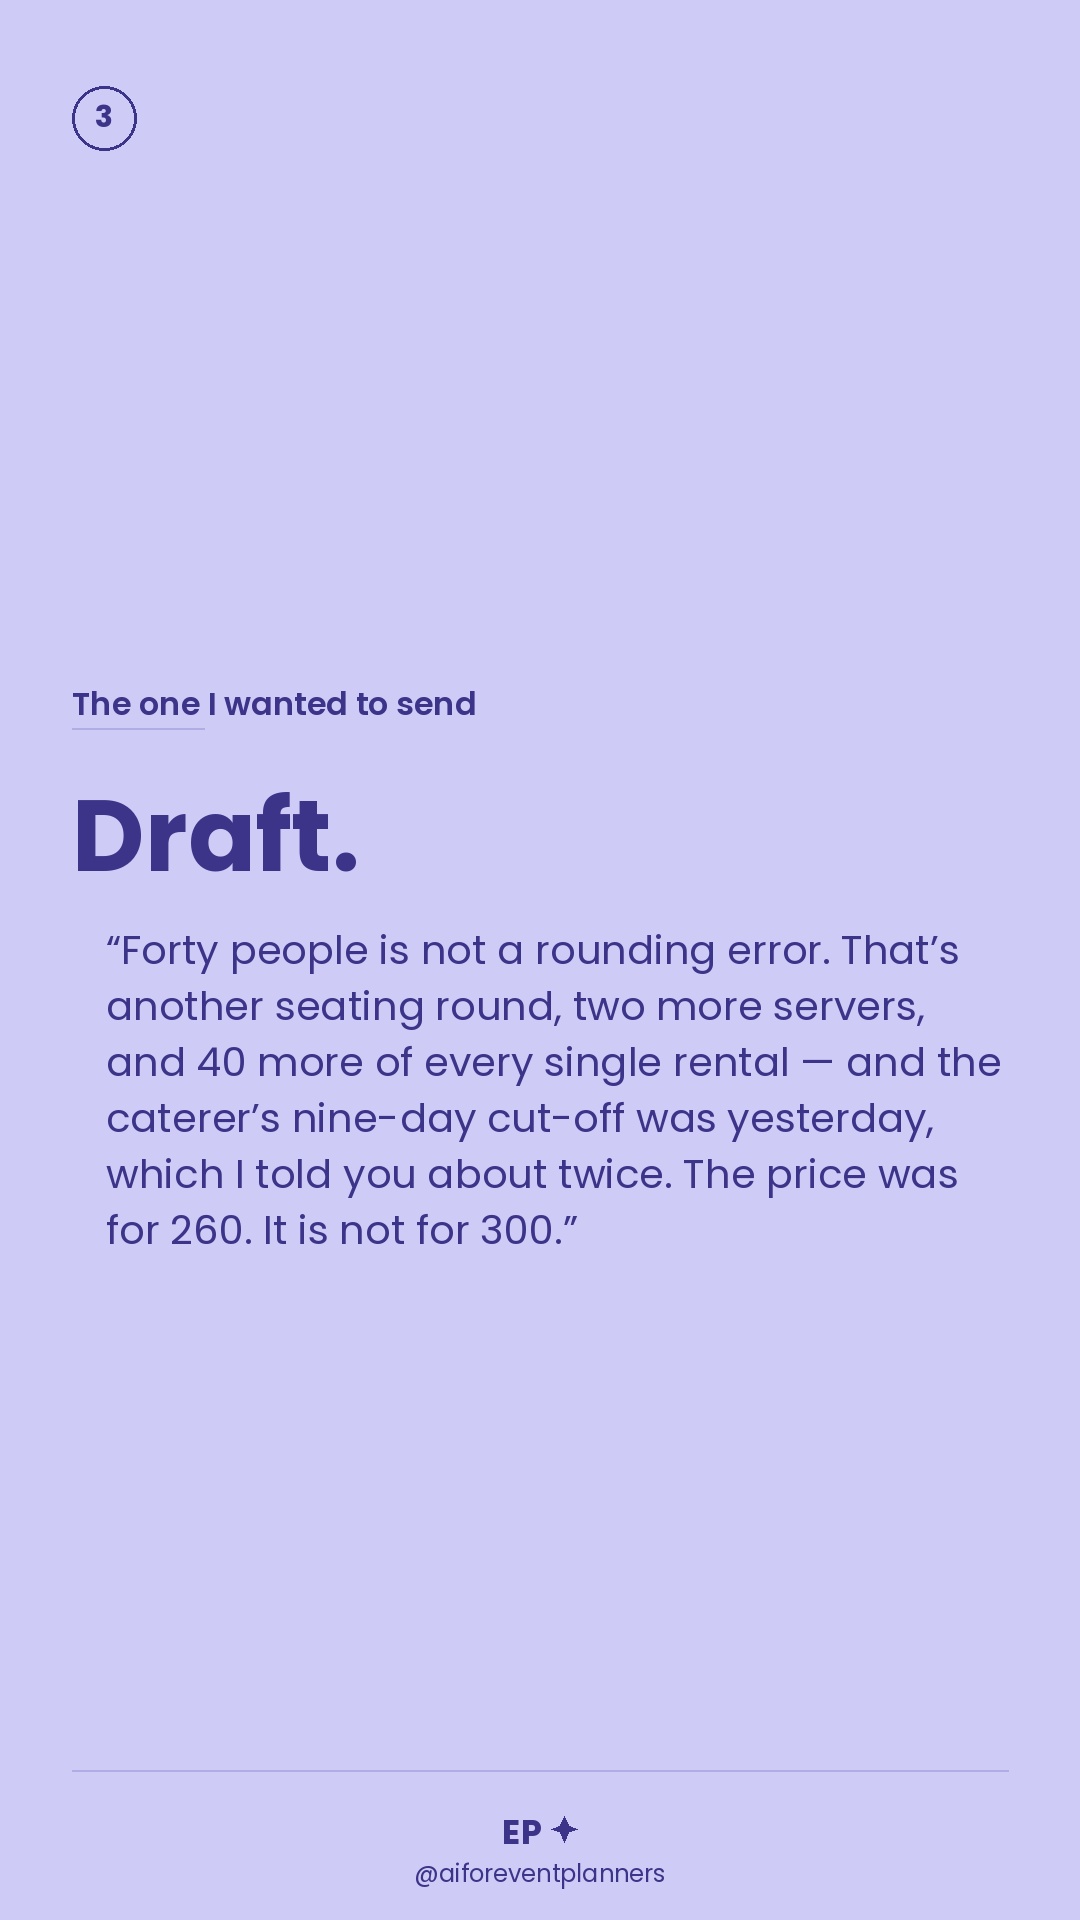 3
The one I wanted to send
Draft.
“Forty people is not a rounding error. That’s
another seating round, two more servers,
and 40 more of every single rental — and the
caterer’s nine-day cut-off was yesterday,
which I told you about twice. The price was
for 260. It is not for 300.”
EP
@aiforeventplanners